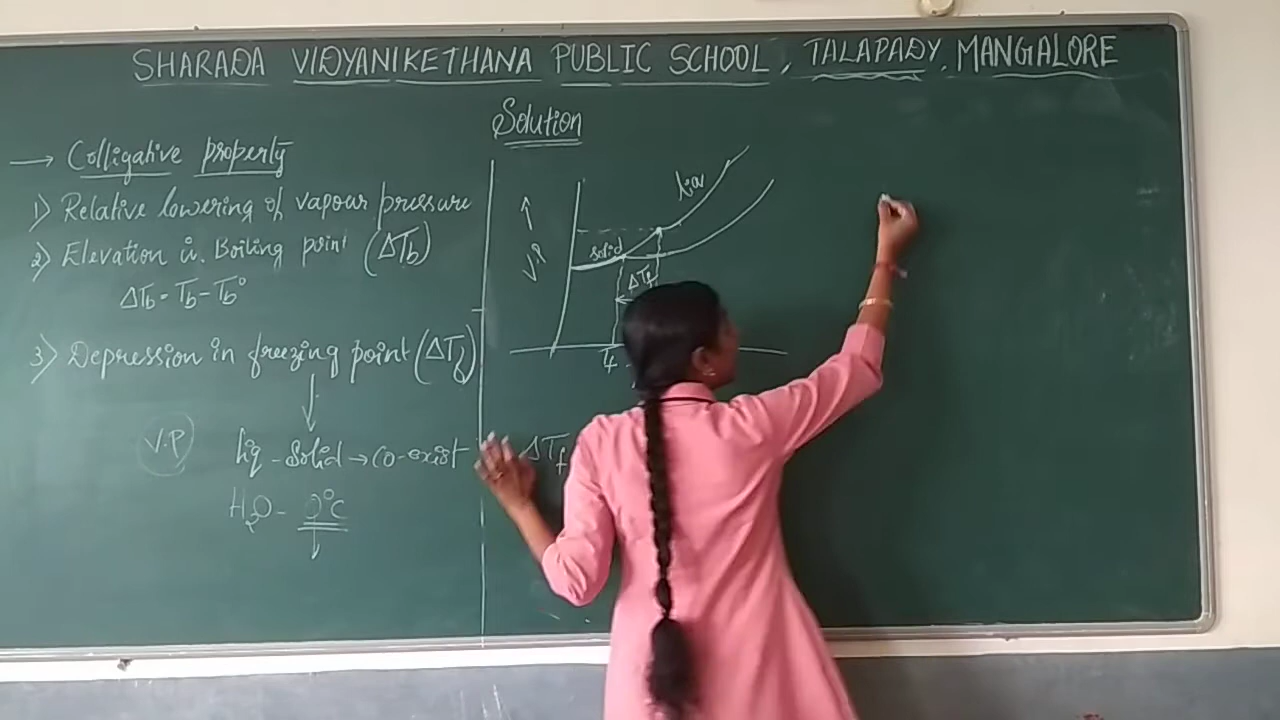 SHARADA VIDYANIKETHANA PUBLIC SCHOOL, TALAPADY, MANGALORE
Solution
→ Colligative property
1) Relative lowering of vapour pressure
2) Elevation in Boiling point (ΔTb)
ΔTb = Tb - Tb°
3) Depression in freezing point (ΔTf)
V.P
liq - solid → co-exist
H2O - 0°C
V.P
solid
liq
ΔTf
ΔTf